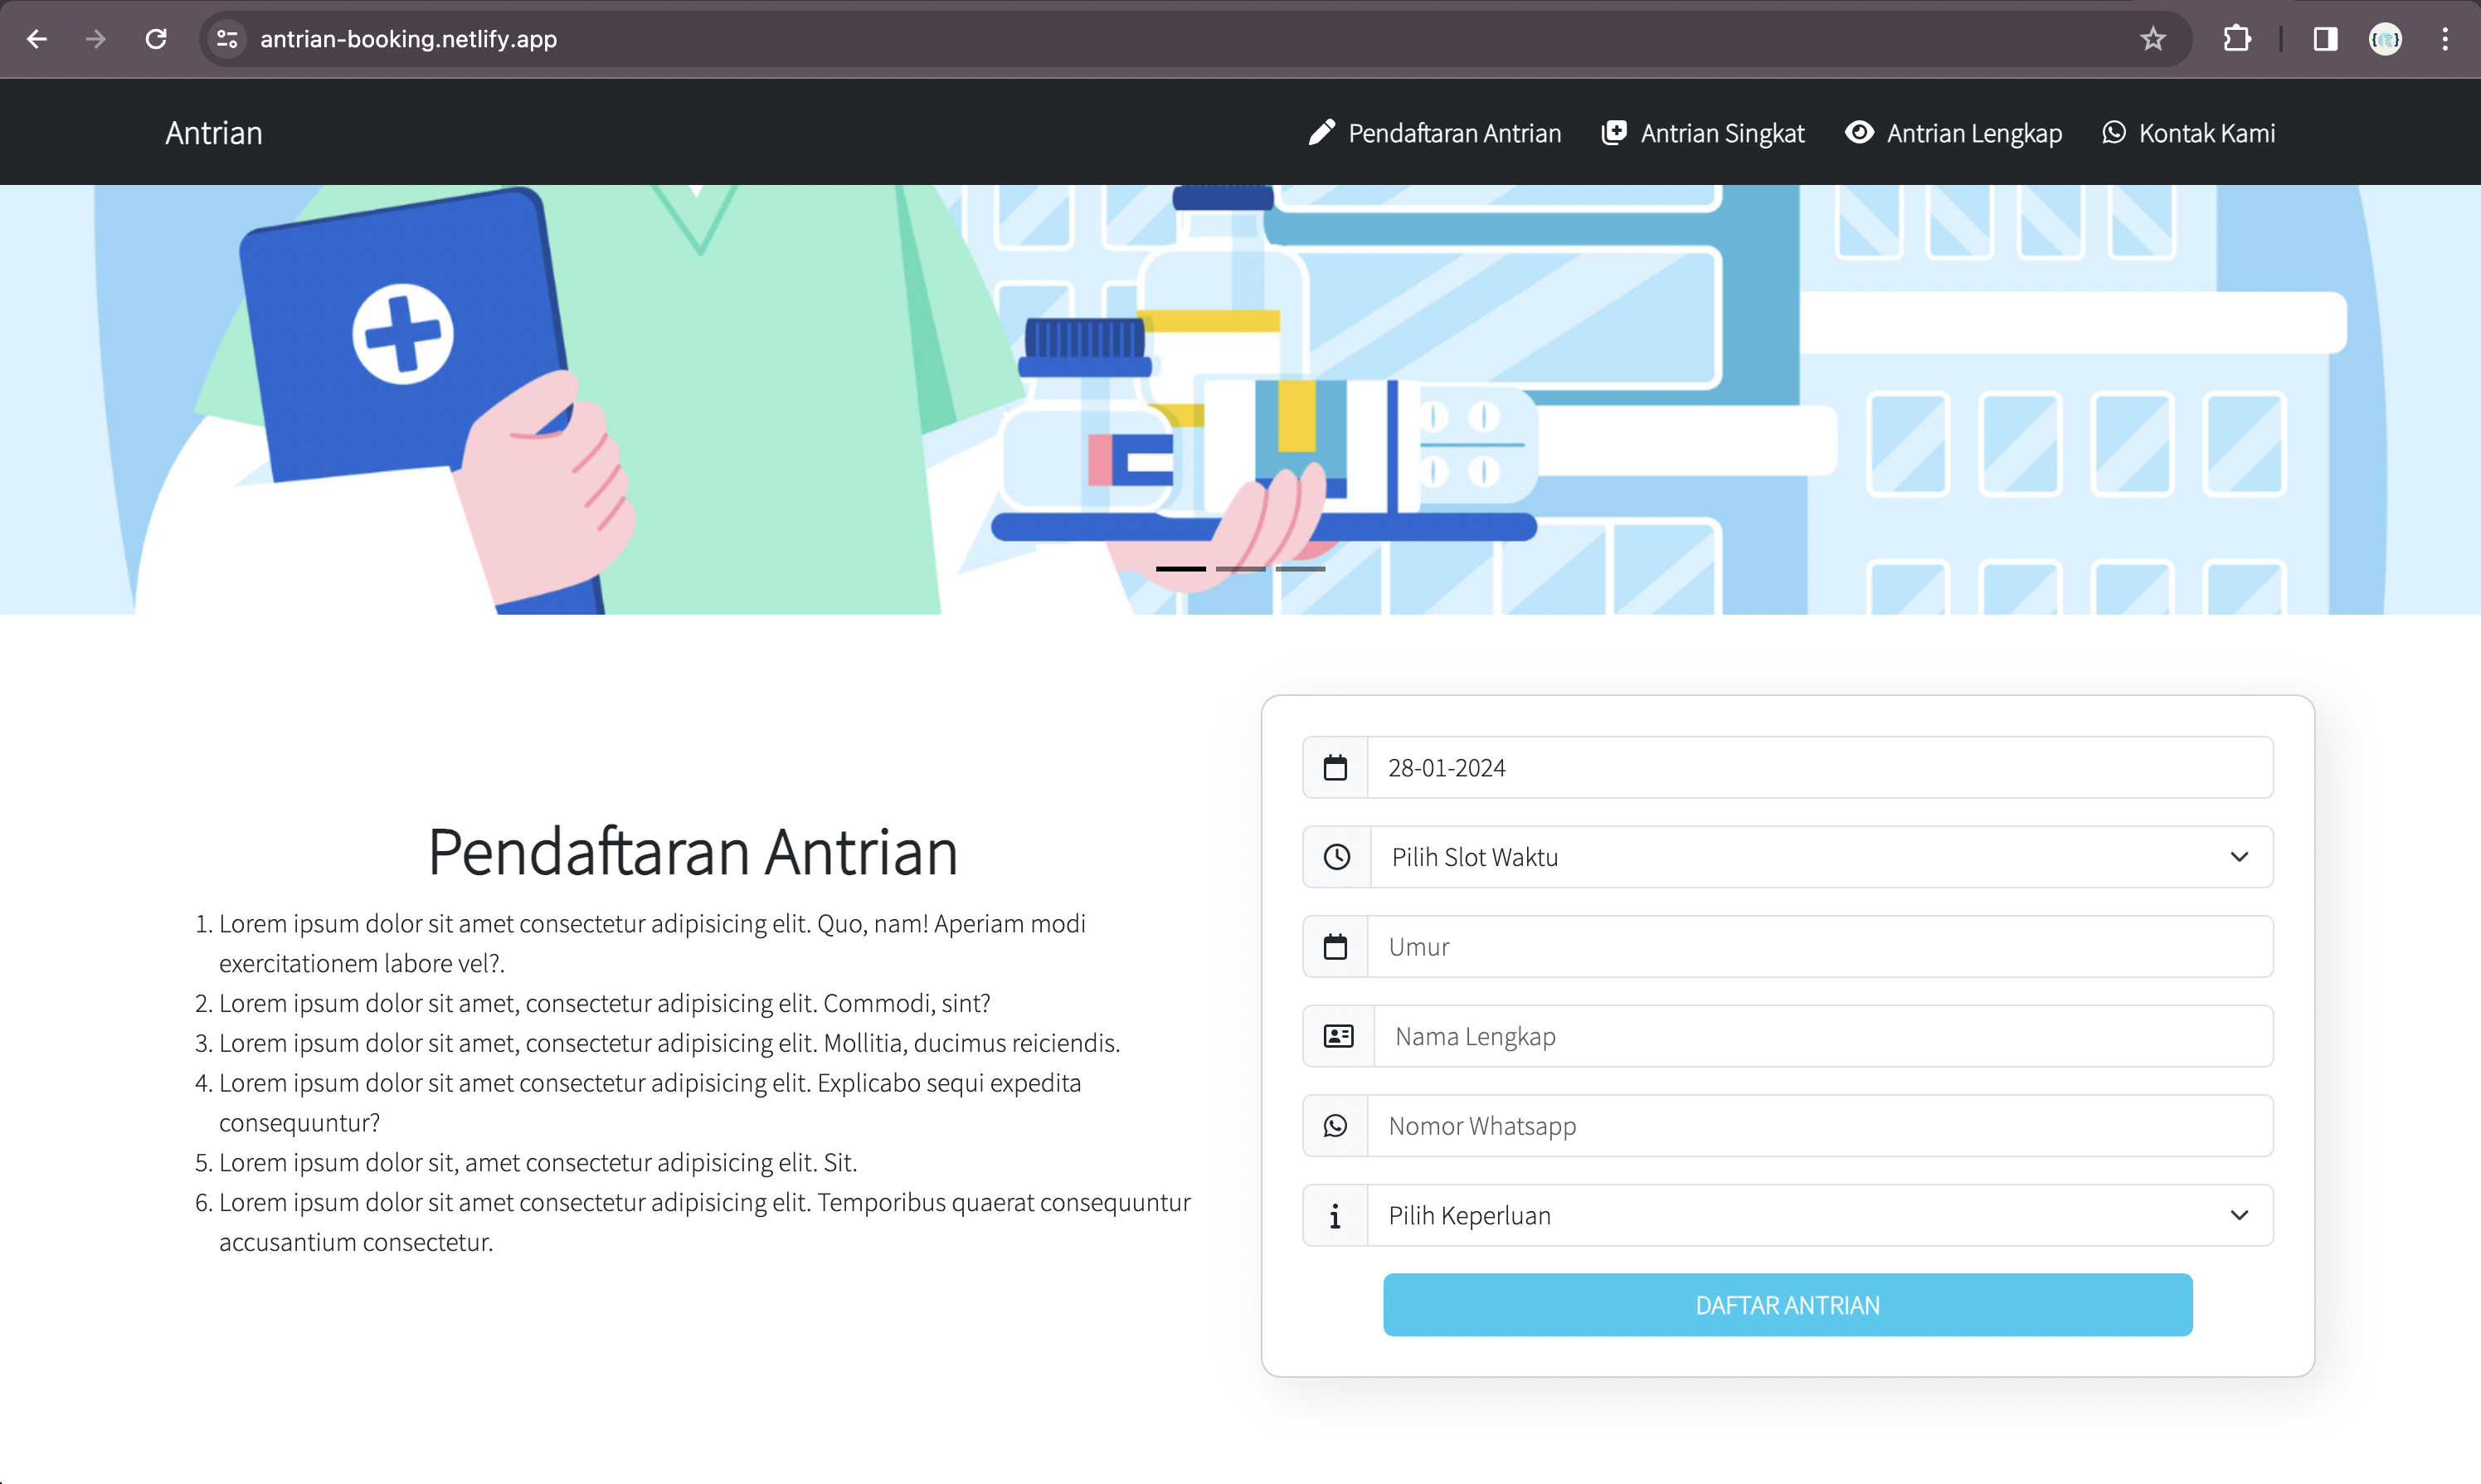 antrian-booking.netlify.app
Antrian
Pendaftaran Antrian
Antrian Singkat
Antrian Lengkap
Kontak Kami
Pendaftaran Antrian
1. Lorem ipsum dolor sit amet consectetur adipisicing elit. Quo, nam! Aperiam modi
exercitationem labore vel?.
2. Lorem ipsum dolor sit amet, consectetur adipisicing elit. Commodi, sint?
3. Lorem ipsum dolor sit amet, consectetur adipisicing elit. Mollitia, ducimus reiciendis.
4. Lorem ipsum dolor sit amet consectetur adipisicing elit. Explicabo sequi expedita
consequuntur?
5. Lorem ipsum dolor sit, amet consectetur adipisicing elit. Sit.
6. Lorem ipsum dolor sit amet consectetur adipisicing elit. Temporibus quaerat consequuntur
accusantium consectetur.
28-01-2024
Pilih Slot Waktu
Umur
Nama Lengkap
Nomor Whatsapp
Pilih Keperluan
DAFTAR ANTRIAN